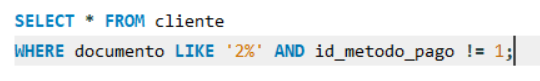 SELECT * FROM cliente
WHERE documento LIKE '2%' AND id_metodo_pago != 1;